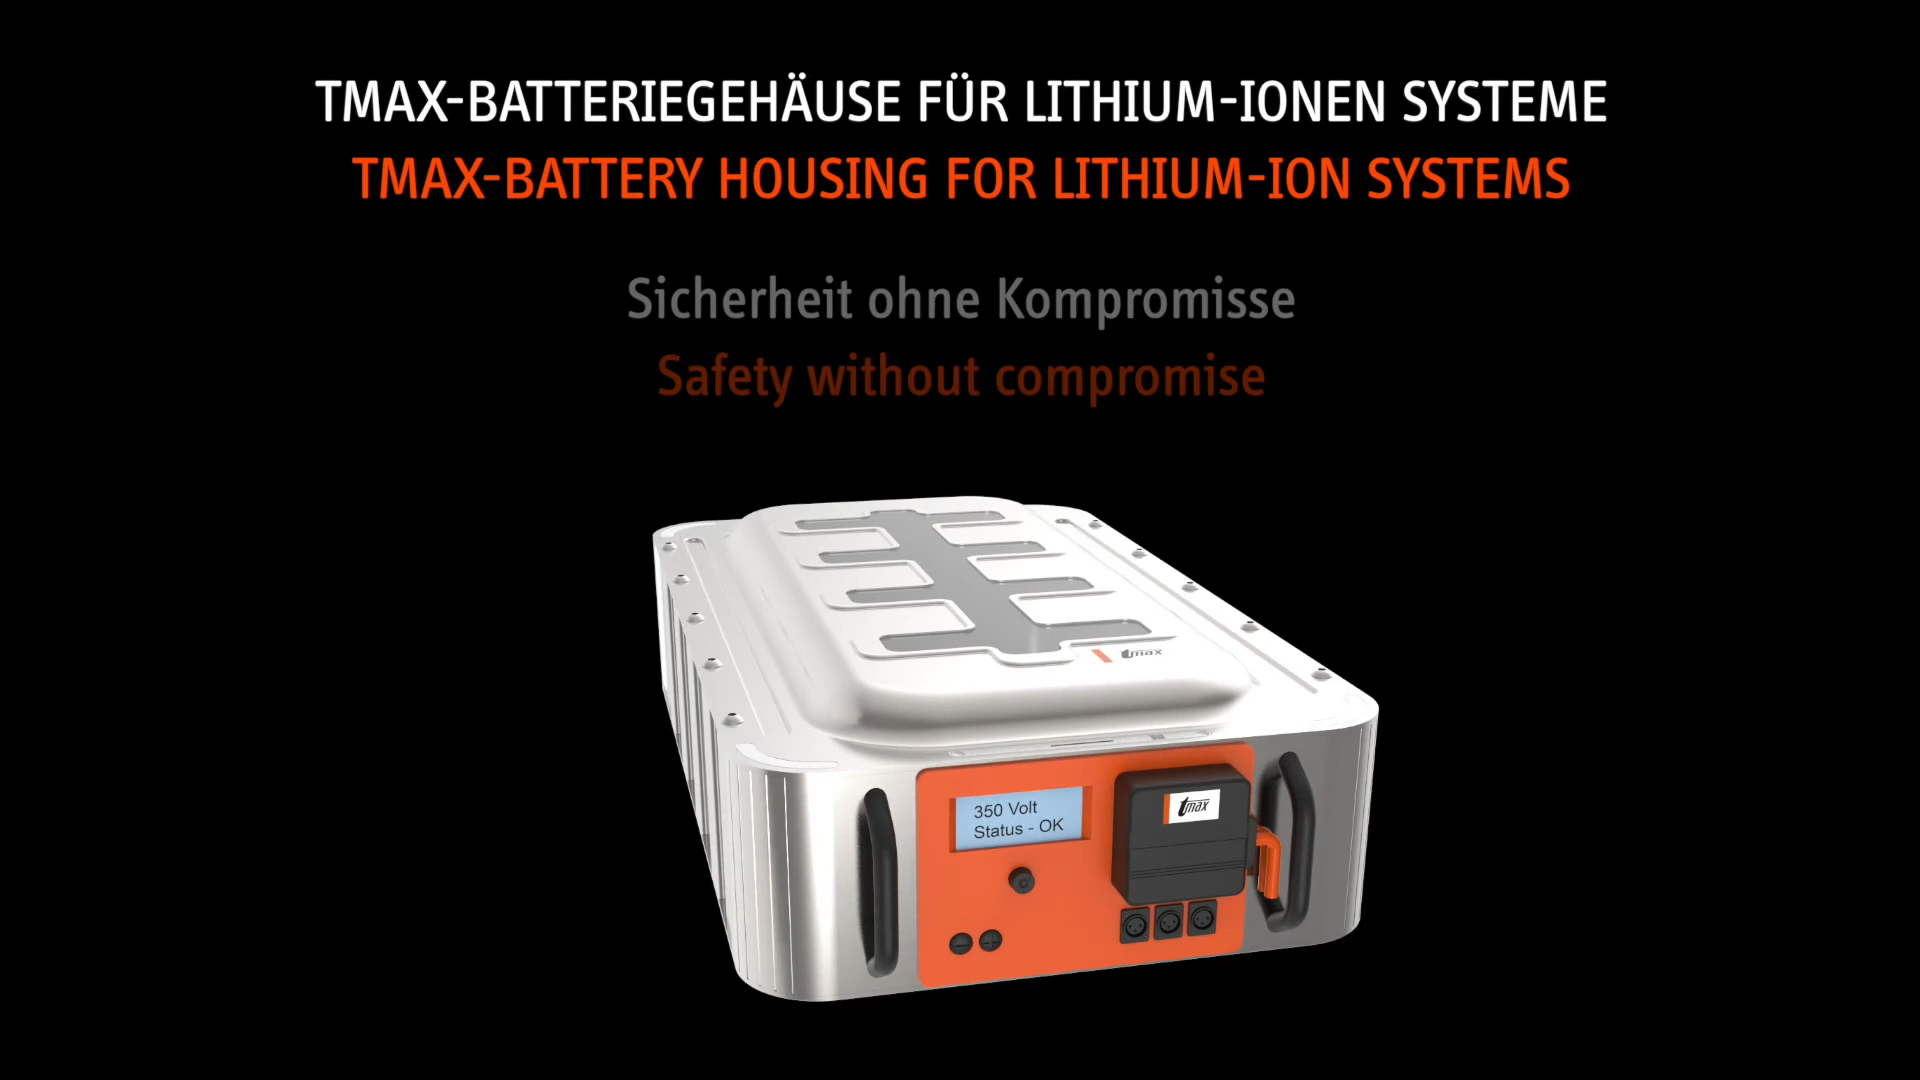 TMAX-BATTERIEGEHÄUSE FÜR LITHIUM-IONEN SYSTEME
TMAX-BATTERY HOUSING FOR LITHIUM-ION SYSTEMS
Sicherheit ohne Kompromisse
Safety without compromise
tmax
350 Volt
Status - OK
tmax